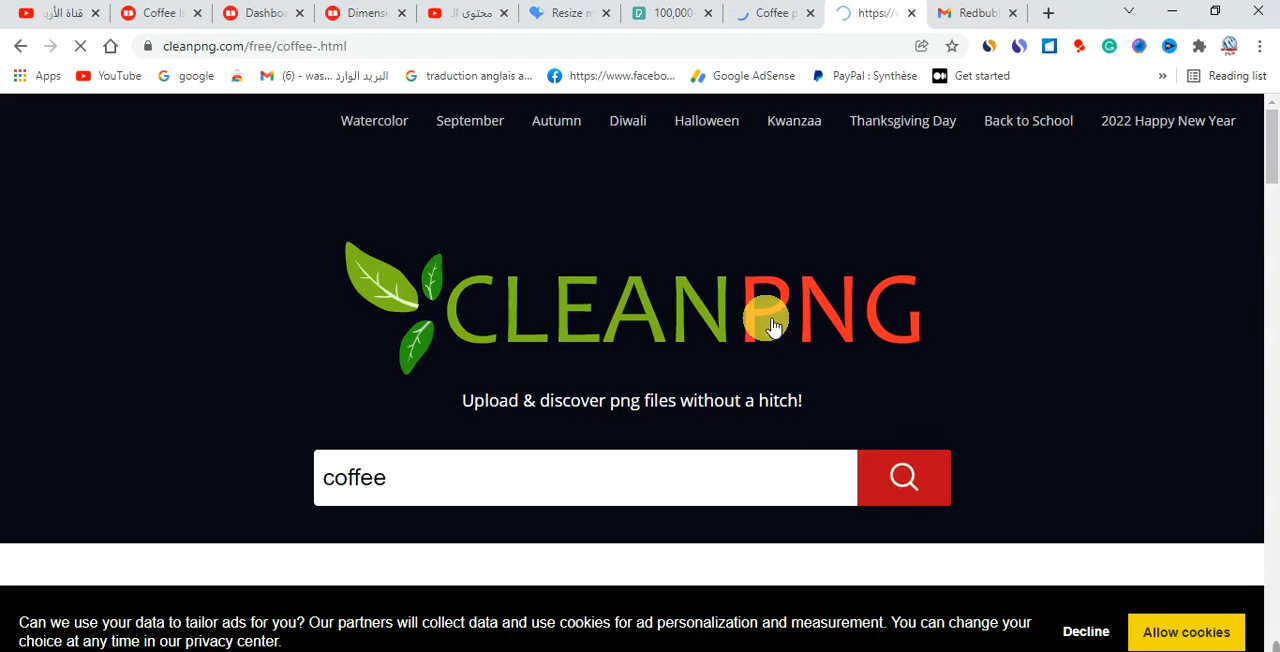 قناة الأر
Coffee Is
Dashboa
Dimensi
محتوى ال
Resize m
100,000
Coffee p
https://
Redbubl
cleanpng.com/free/coffee-.html
Apps
YouTube
google
البريد الوارد (6) - was...
traduction anglais a...
https://www.facebo...
Google AdSense
PayPal : Synthèse
Get started
»
Reading list
Watercolor
September
Autumn
Diwali
Halloween
Kwanzaa
Thanksgiving Day
Back to School
2022 Happy New Year
CLEANPNG
Upload & discover png files without a hitch!
coffee
Can we use your data to tailor ads for you? Our partners will collect data and use cookies for ad personalization and measurement. You can change your
choice at any time in our privacy center.
Decline
Allow cookies